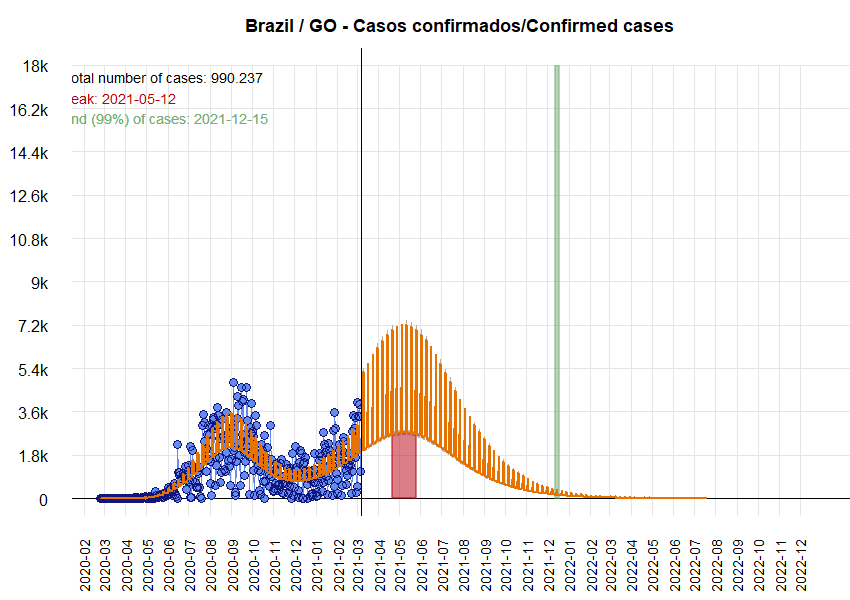 Brazil / GO - Casos confirmados/Confirmed cases
18k
otal number of cases: 990.237
eak: 2021-05-12
16.2k
nd (99%) of cases: 2021-12-15
14.4k
12.6k
10.8k
9k
7.2k
5.4k
3.6k
1.8k
0
2020-02
2020-03
2020-04
2020-05
2020-06
2020-07
2020-08
2020-09
2020-10
2020-11
2020-12
2021-01
2021-02
2021-03
2021-04
2021-05
2021-06
2021-07
2021-08
2021-09
2021-10
2021-11
2021-12
2022-01
2022-02
2022-03
2022-04
2022-05
2022-06
2022-07
2022-08
2022-09
2022-10
2022-11
2022-12